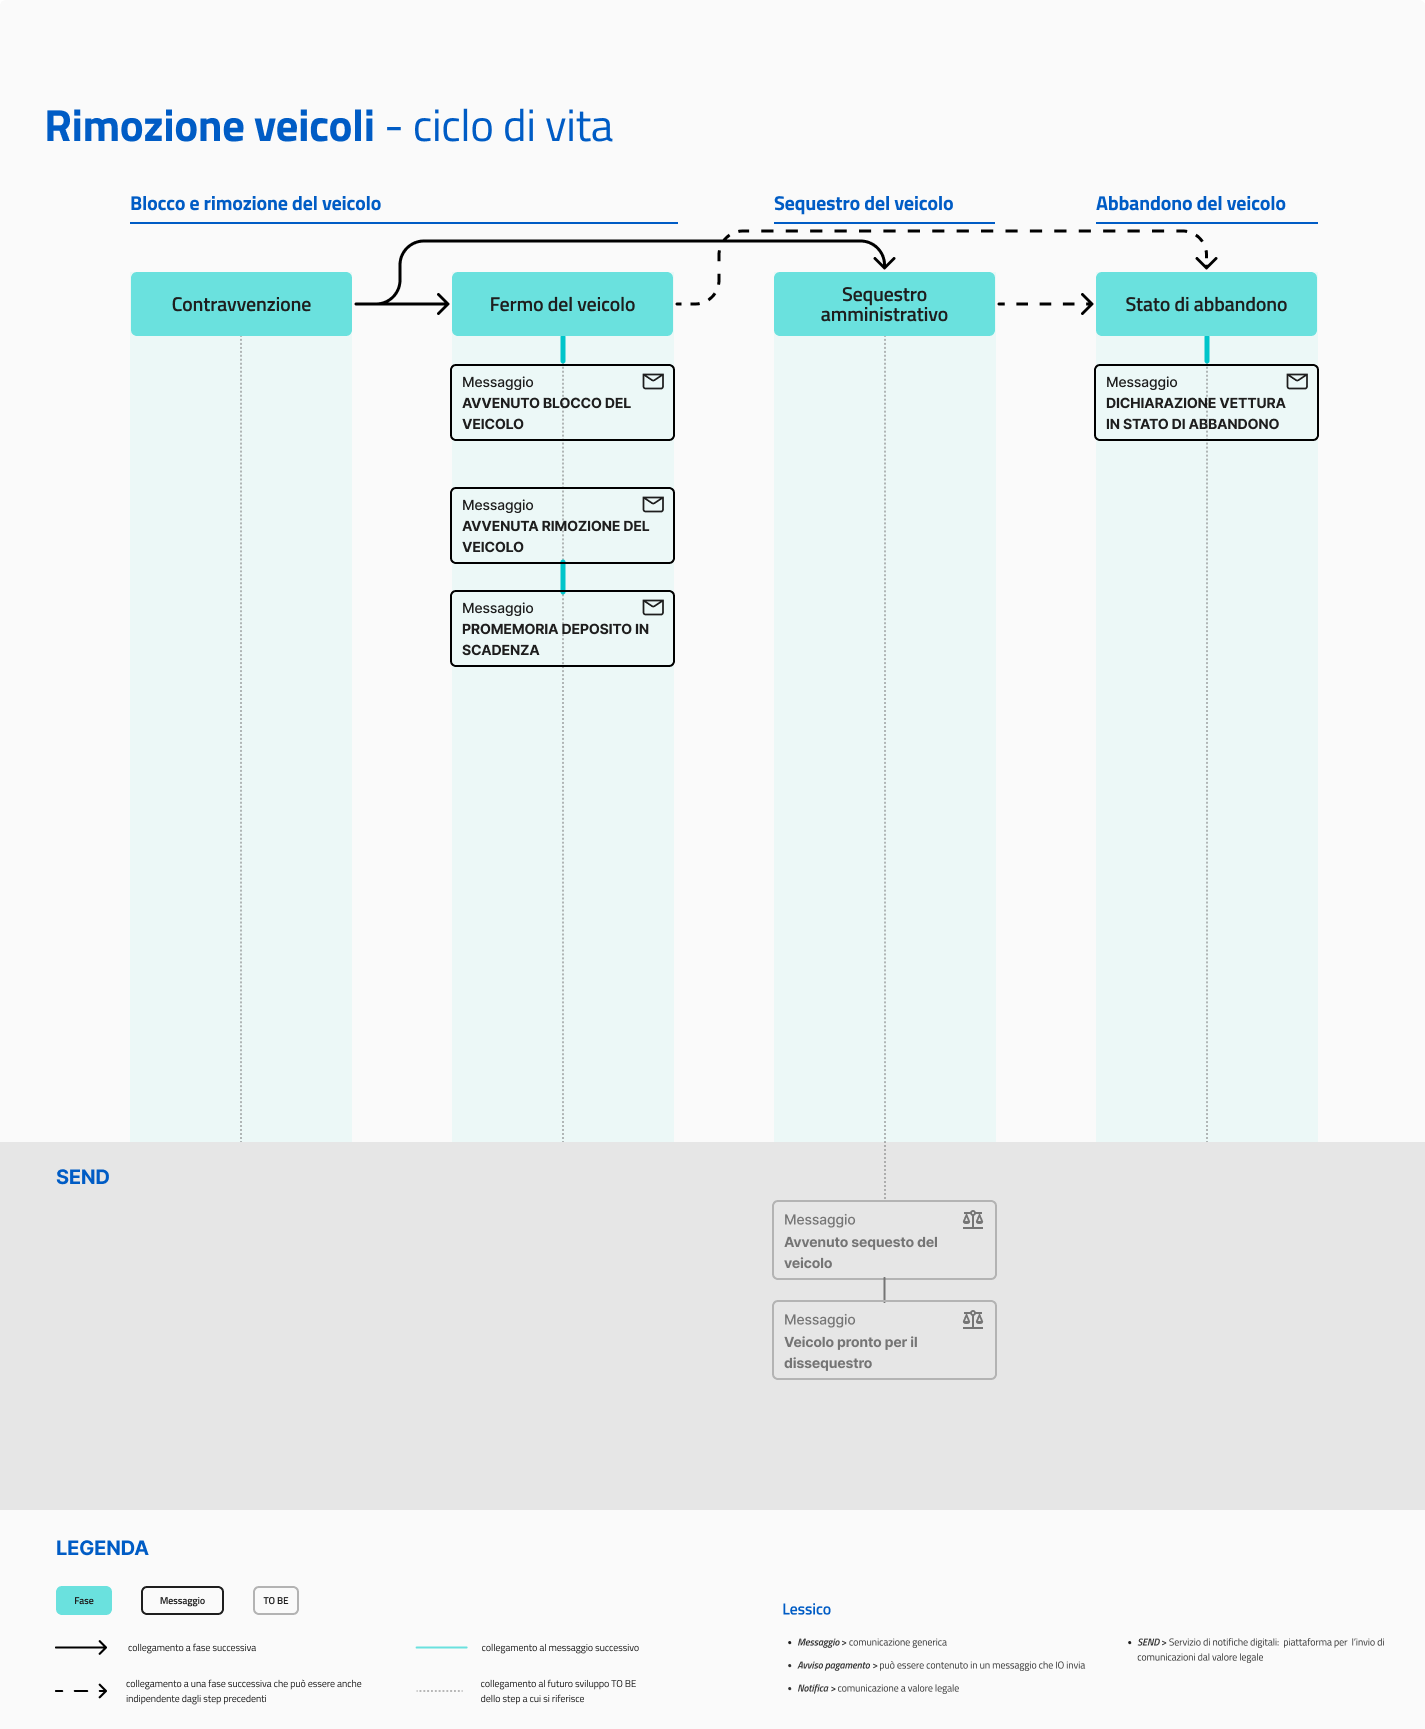 Rimozione veicoli - ciclo di vita
Blocco e rimozione del veicolo
Sequestro del veicolo
Abbandono del veicolo
Contravvenzione
Fermo del veicolo
Sequestro
amministrativo
Stato di abbandono
Messaggio
AVVENUTO BLOCCO DEL
VEICOLO
Messaggio
DICHIARAZIONE VETTURA
IN STATO DI ABBANDONO
Messaggio
AVVENUTA RIMOZIONE DEL
VEICOLO
Messaggio
PROMEMORIA DEPOSITO IN
SCADENZA
SEND
Messaggio
Avvenuto sequesto del
veicolo
Messaggio
Veicolo pronto per il
dissequestro
LEGENDA
Fase
Messaggio
TO BE
collegamento a fase successiva
collegamento al messaggio successivo
collegamento a una fase successiva che può essere anche
indipendente dagli step precedenti
collegamento al futuro sviluppo TO BE
dello step a cui si riferisce
Lessico
• Messaggio > comunicazione generica
• Avviso pagamento > può essere contenuto in un messaggio che IO invia
• Notifica > comunicazione a valore legale
• SEND > Servizio di notifiche digitali: piattaforma per l'invio di
comunicazioni dal valore legale